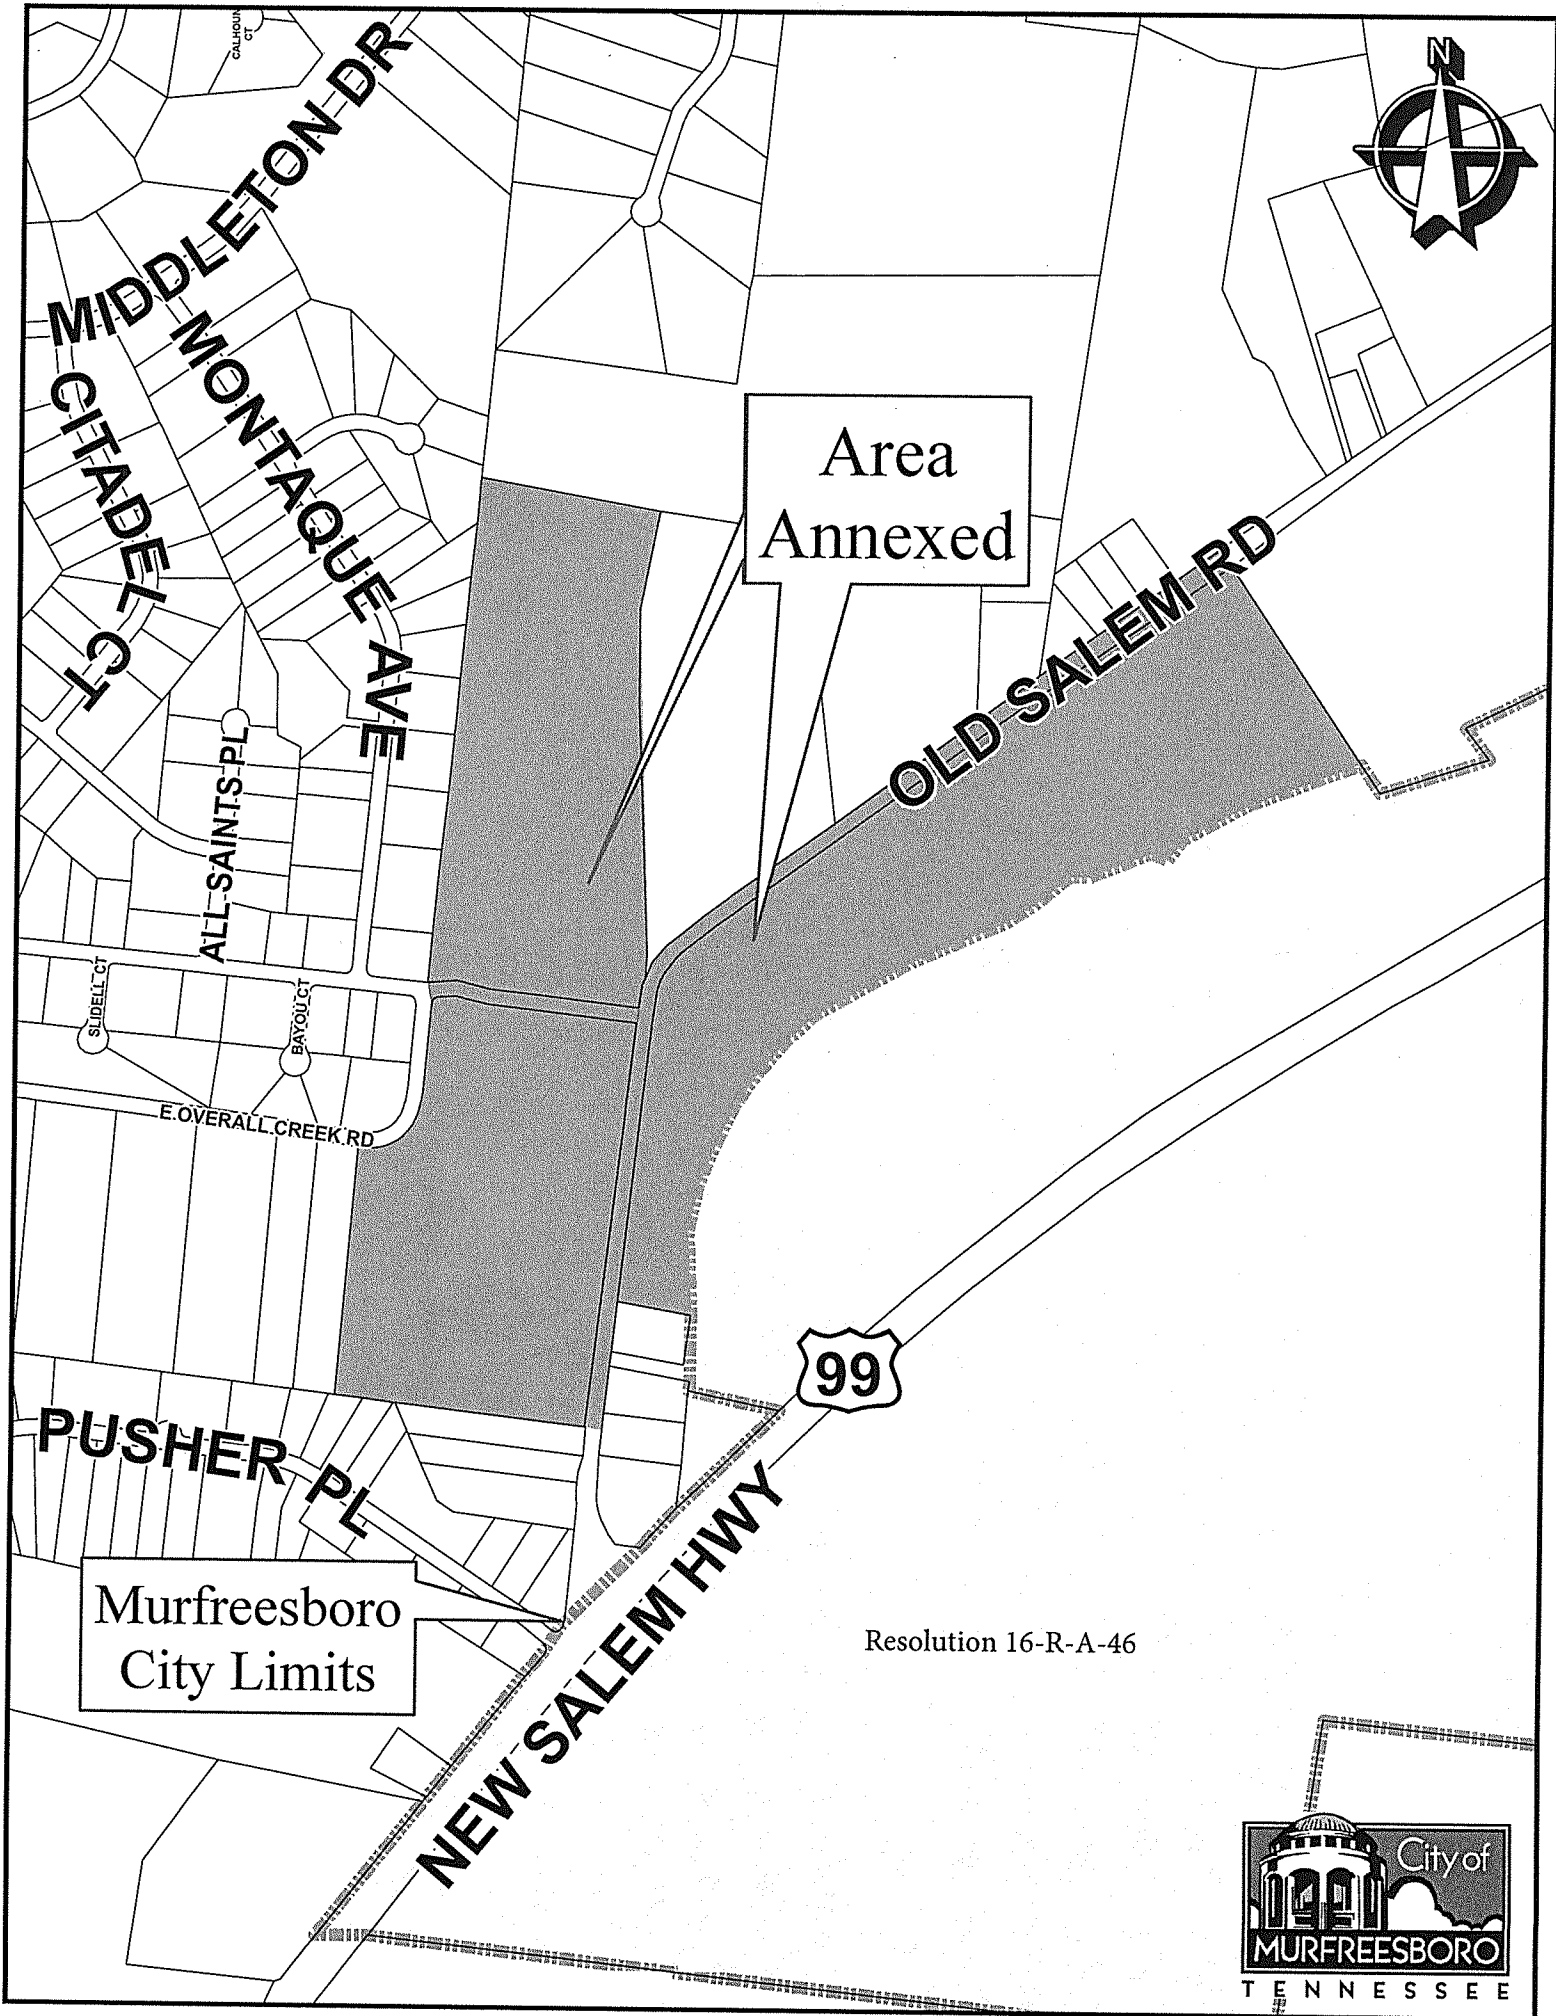 CALHOUN
CT
N
MIDDLETON DR
MONTAQUE AVE
CITADEL CT
Area
Annexed
OLD SALEM RD
ALL SAINTS PL
SLIDELL CT
BAYOU CT
E OVERALL CREEK RD
99
PUSHER PL
NEW SALEM HWY
Murfreesboro
City Limits
Resolution 16-R-A-46
City of
MURFREESBORO
TENNESSEE